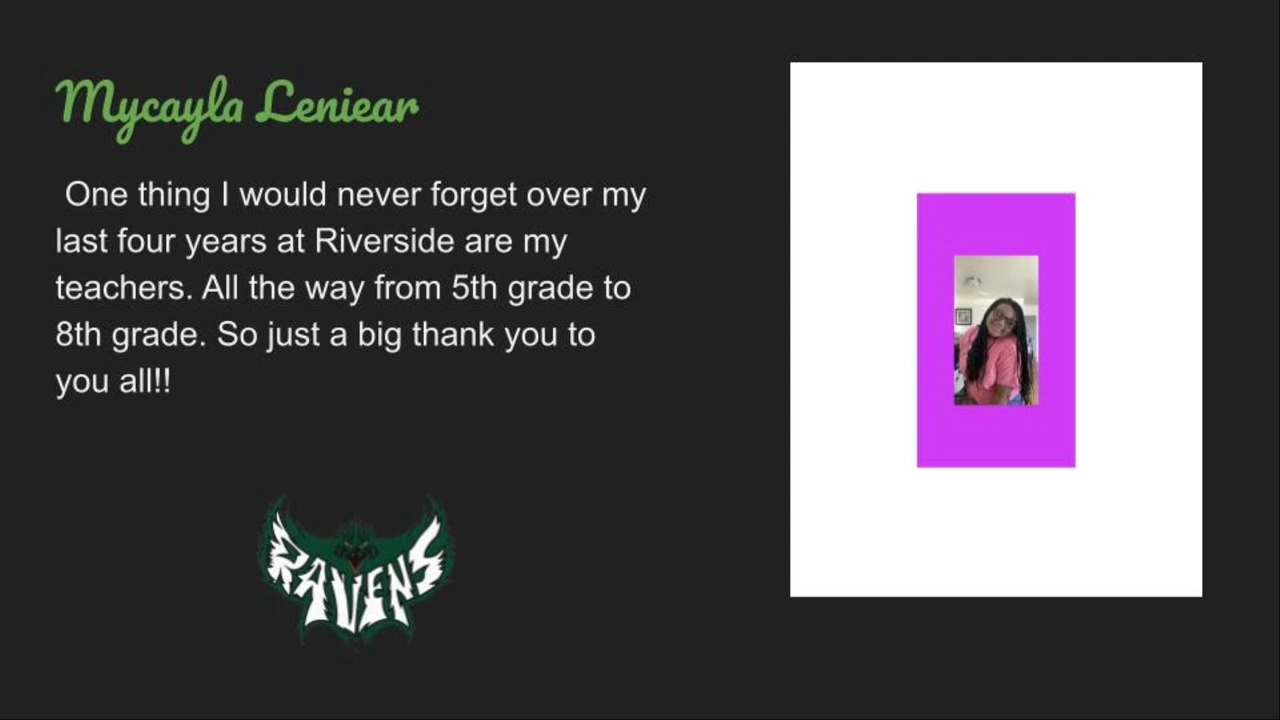 Mycayla Leniear
One thing I would never forget over my
last four years at Riverside are my
teachers. All the way from 5th grade to
8th grade. So just a big thank you to
you all!!
RAVENS